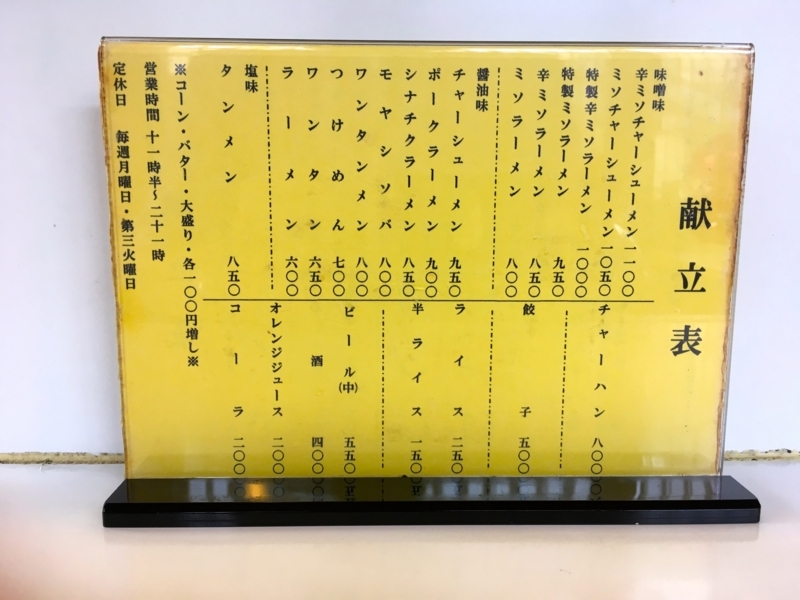 献立表
味噌味
辛ミソチャーシューメン 一一〇〇
ミソチャーシューメン 一〇五〇
特製辛ミソラーメン 一〇〇〇
特製ミソラーメン 九五〇
辛ミソラーメン 八五〇
ミソラーメン 八〇〇
醤油味
チャーシューメン 九五〇
ポークラーメン 九〇〇
シナチクラーメン 八五〇
モヤシソバ 八〇〇
ワンタンメン 八〇〇
つけめん 七〇〇
ワンタン 六五〇
ラーメン 六〇〇
塩味
タンメン 八五〇
チャーハン 八〇〇
餃子 五〇〇
ライス 二五〇
半ライス 一五〇
ビール(中) 五五〇
酒 四〇〇
オレンジジュース 二〇〇
コーラ 二〇〇
※コーン・バター・大盛り・各一〇〇円増し※
営業時間 十一時半~二十一時
定休日 毎週月曜日・第三火曜日